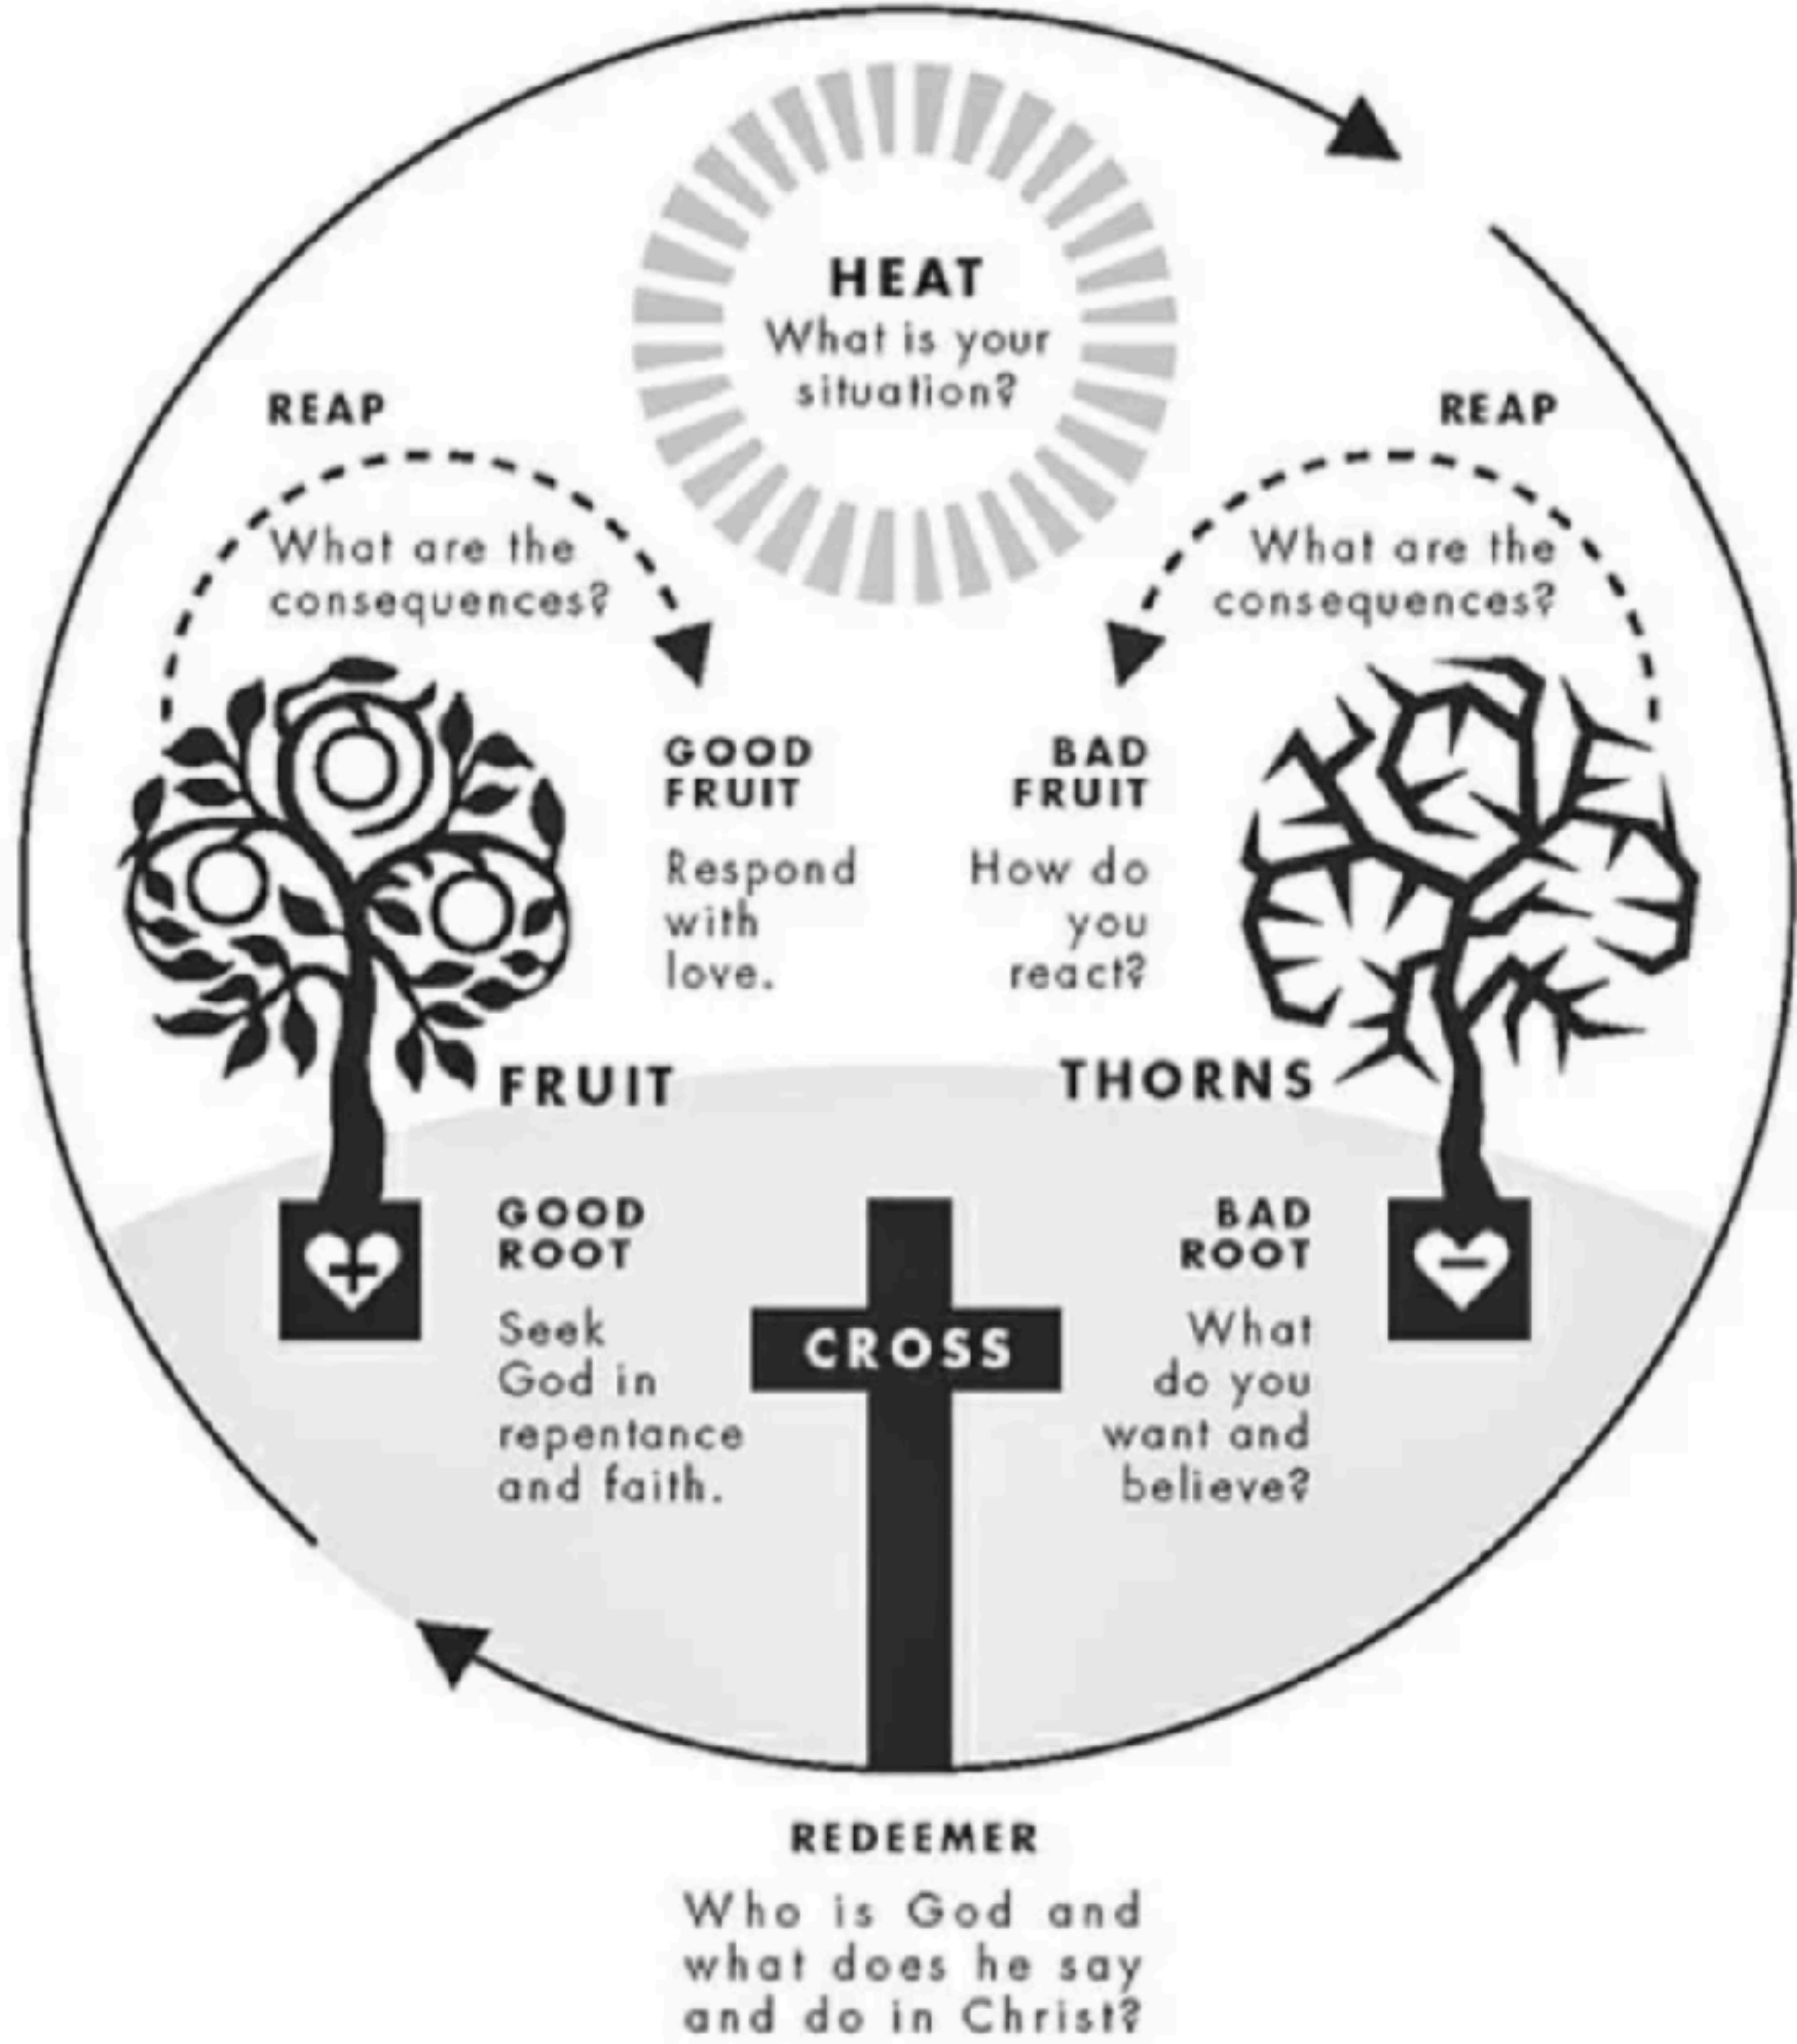 HEAT
What is your
situation?
REAP
What are the
consequences?
REAP
What are the
consequences?
GOOD
FRUIT
Respond
with
love.
BAD
FRUIT
How do
you
react?
FRUIT
THORNS
GOOD
ROOT
Seek
God in
repentance
and faith.
CROSS
BAD
ROOT
What
do you
want and
believe?
REDEEMER
Who is God and
what does he say
and do in Christ?